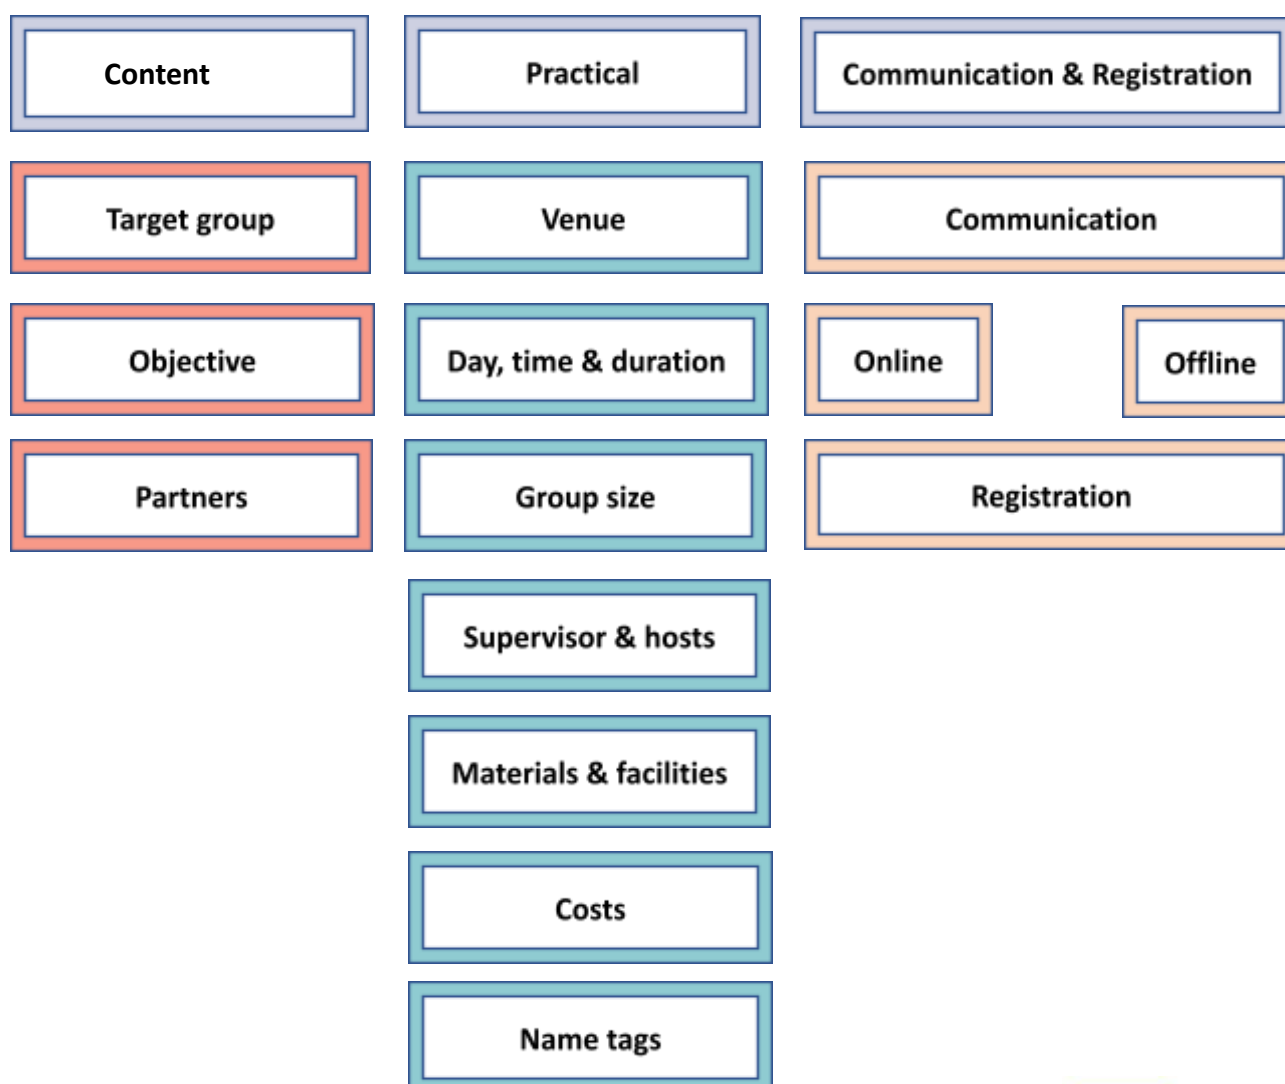 Content
Practical
Communication & Registration
Target group
Venue
Communication
Objective
Day, time & duration
Online
Offline
Partners
Group size
Registration
Supervisor & hosts
Materials & facilities
Costs
Name tags